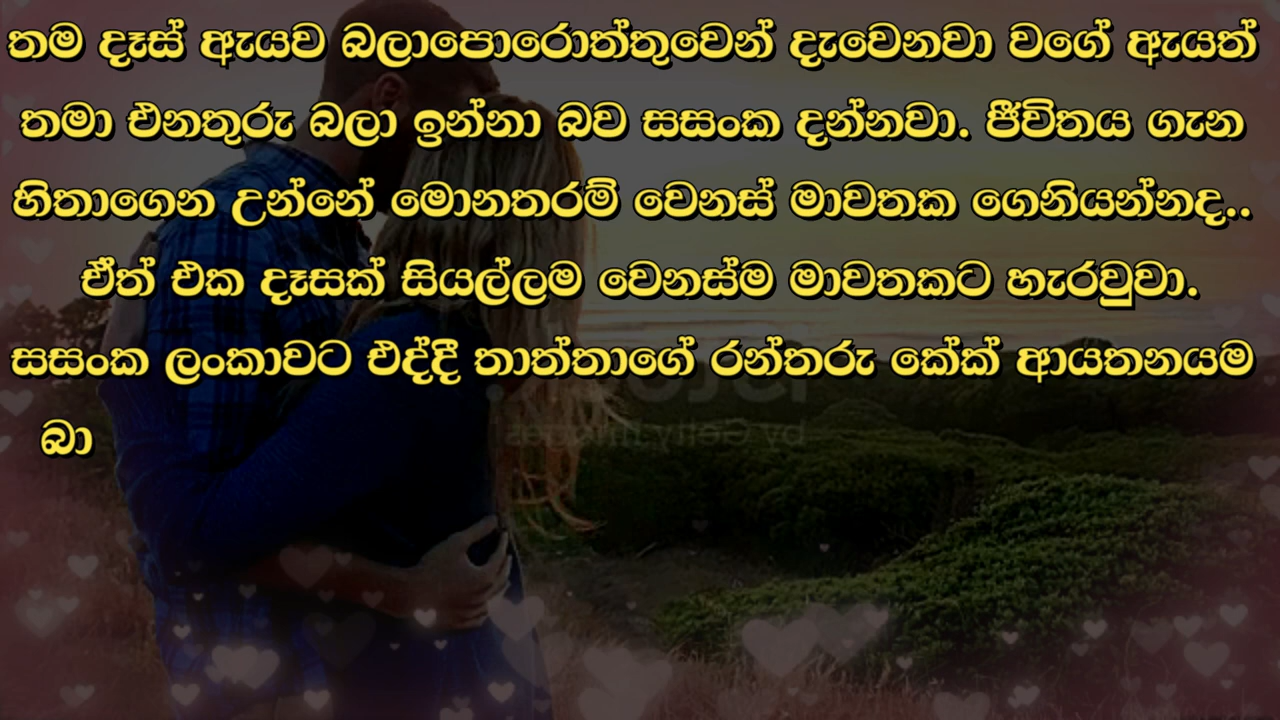 තම දෑස් ඇයව බලාපොරොත්තුවෙන් දැවෙනවා වගේ ඇයත්
තමා එනතුරු බලා ඉන්නා බව සසංක දන්නවා. ජීවිතය ගැන
හිතාගෙන උන්නේ මොනතරම් වෙනස් මාවතක ගෙනියන්නද..
ඒත් එක දෑසක් සියල්ලම වෙනස්ම මාවතකට හැරවුවා.
සසංක ලංකාවට එද්දී තාත්තාගේ රන්තරු කේක් ආයතනයම
බා